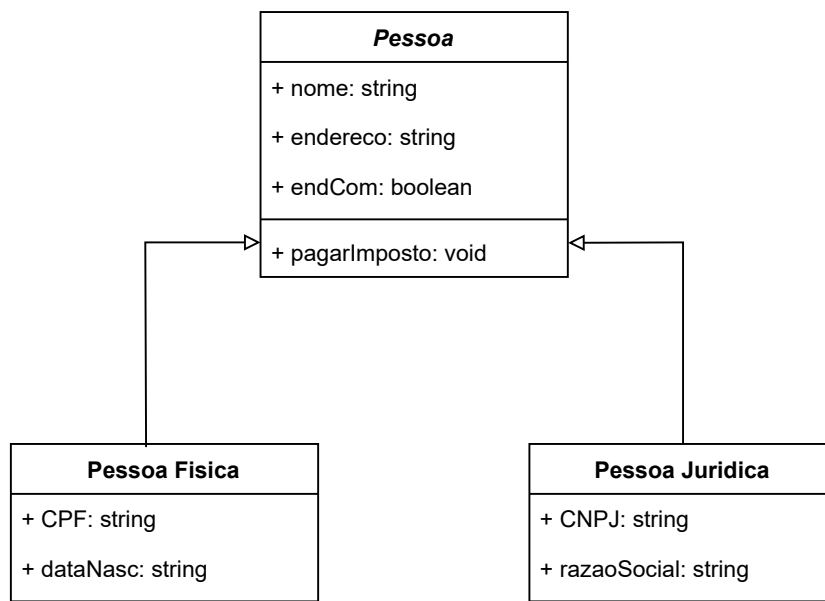 Pessoa
+ nome: string
+ endereco: string
+ endCom: boolean
+ pagarImposto: void
Pessoa Fisica
+ CPF: string
+ dataNasc: string
Pessoa Juridica
+ CNPJ: string
+ razaoSocial: string